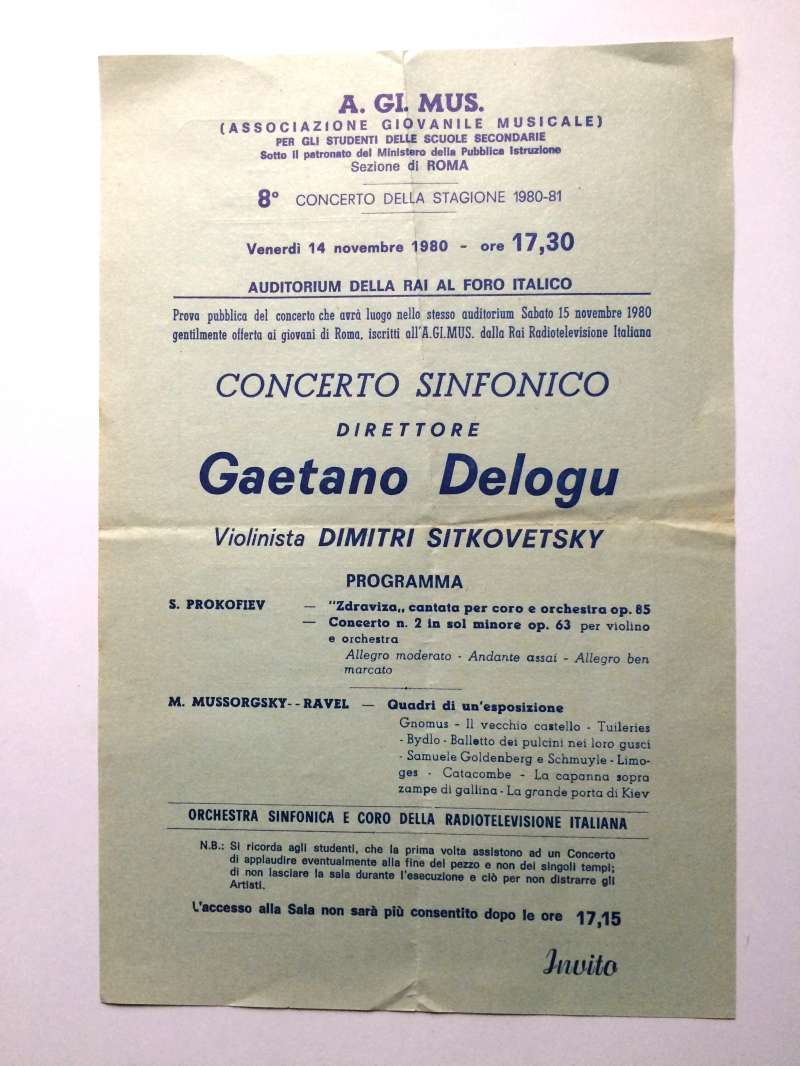 A. GI. MUS.
(ASSOCIAZIONE GIOVANILE MUSICALE)
PER GLI STUDENTI DELLE SCUOLE SECONDARIE
Sotto il patronato del Ministero della Pubblica Istruzione
Sezione di ROMA
8° CONCERTO DELLA STAGIONE 1980-81
Venerdì 14 novembre 1980 - ore 17,30
AUDITORIUM DELLA RAI AL FORO ITALICO
Prova pubblica del concerto che avrà luogo nello stesso auditorium Sabato 15 novembre 1980
gentilmente offerta ai giovani di Roma, iscritti all'A.GI.MUS. dalla Rai Radiotelevisione Italiana
CONCERTO SINFONICO
DIRETTORE
Gaetano Delogu
Violinista DIMITRI SITKOVETSKY
PROGRAMMA
S. PROKOFIEV — "Zdraviza„ cantata per coro e orchestra op. 85
— Concerto n. 2 in sol minore op. 63 per violino
e orchestra
Allegro moderato - Andante assai - Allegro ben
marcato
M. MUSSORGSKY--RAVEL — Quadri di un'esposizione
Gnomus - Il vecchio castello - Tuileries
- Bydlo - Balletto dei pulcini nei loro gusci
- Samuele Goldenberg e Schmuyle - Limo-
ges - Catacombe - La capanna sopra
zampe di gallina - La grande porta di Kiev
ORCHESTRA SINFONICA E CORO DELLA RADIOTELEVISIONE ITALIANA
N.B.: Si ricorda agli studenti, che la prima volta assistono ad un Concerto
di applaudire eventualmente alla fine del pezzo e non dei singoli tempi;
di non lasciare la sala durante l'esecuzione e ciò per non distrarre gli
Artisti.
L'accesso alla Sala non sarà più consentito dopo le ore 17,15
Invito